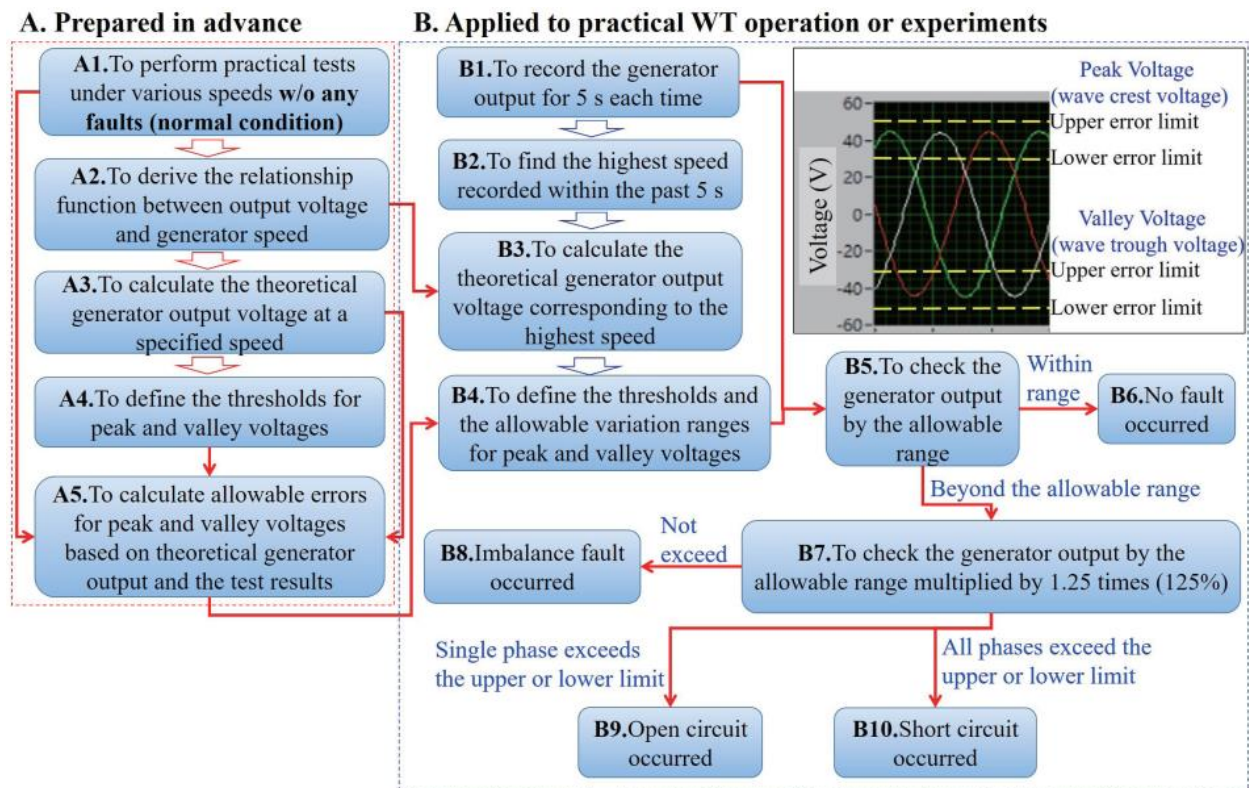 A. Prepared in advance
A1.To perform practical tests
under various speeds w/o any
faults (normal condition)
A2.To derive the relationship
function between output voltage
and generator speed
A3.To calculate the theoretical
generator output voltage at a
specified speed
A4.To define the thresholds for
peak and valley voltages
A5.To calculate allowable errors
for peak and valley voltages
based on theoretical generator
output and the test results
B. Applied to practical WT operation or experiments
B1.To record the generator
output for 5 s each time
B2.To find the highest speed
recorded within the past 5 s
B3.To calculate the
theoretical generator output
voltage corresponding to the
highest speed
B4.To define the thresholds and
the allowable variation ranges
for peak and valley voltages
Voltage (V)
60
40
20
0
-20
-40
-60
Peak Voltage
(wave crest voltage)
Upper error limit
Lower error limit
Valley Voltage
(wave trough voltage)
Upper error limit
Lower error limit
B5.To check the
generator output
by the allowable
range
Within
range
B6.No fault
occurred
Beyond the allowable range
B7.To check the generator output by the
allowable range multiplied by 1.25 times (125%)
Not
exceed
B8.Imbalance fault
occurred
Single phase exceeds
the upper or lower limit
All phases exceed the
upper or lower limit
B9.Open circuit
occurred
B10.Short circuit
occurred